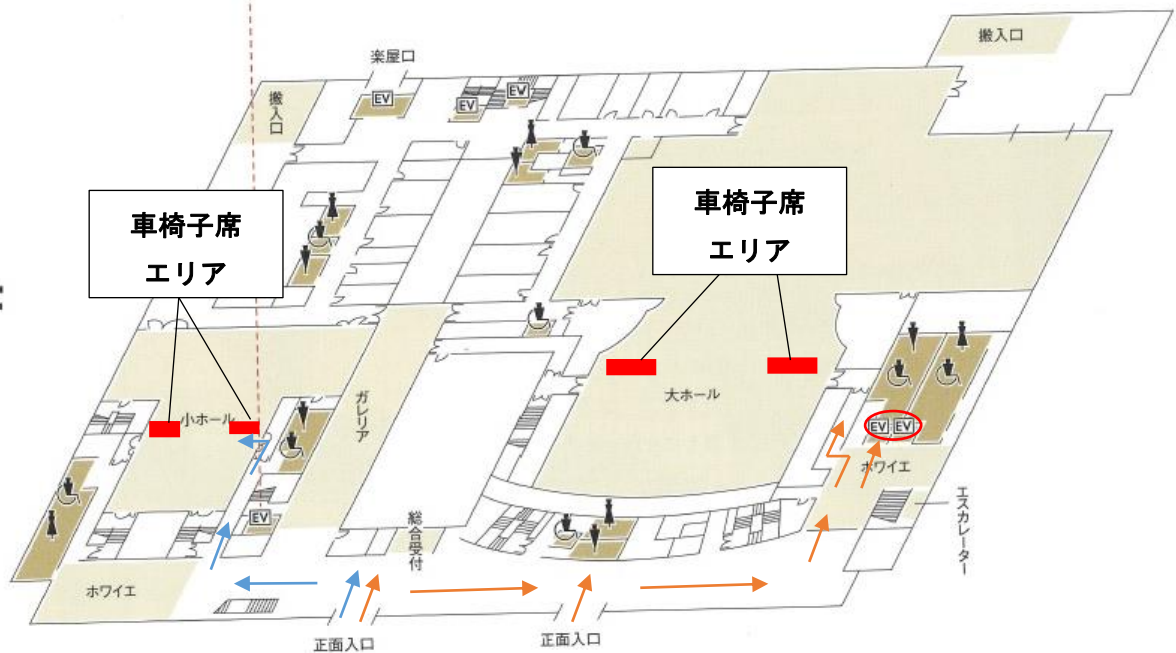 搬入口
楽屋口
EV
EV
EV
搬入口
車椅子席
エリア
車椅子席
エリア
小ホール
ガレリア
大ホール
EV
EV
ホワイエ
EV
総合受付
エスカレーター
ホワイエ
正面入口
正面入口